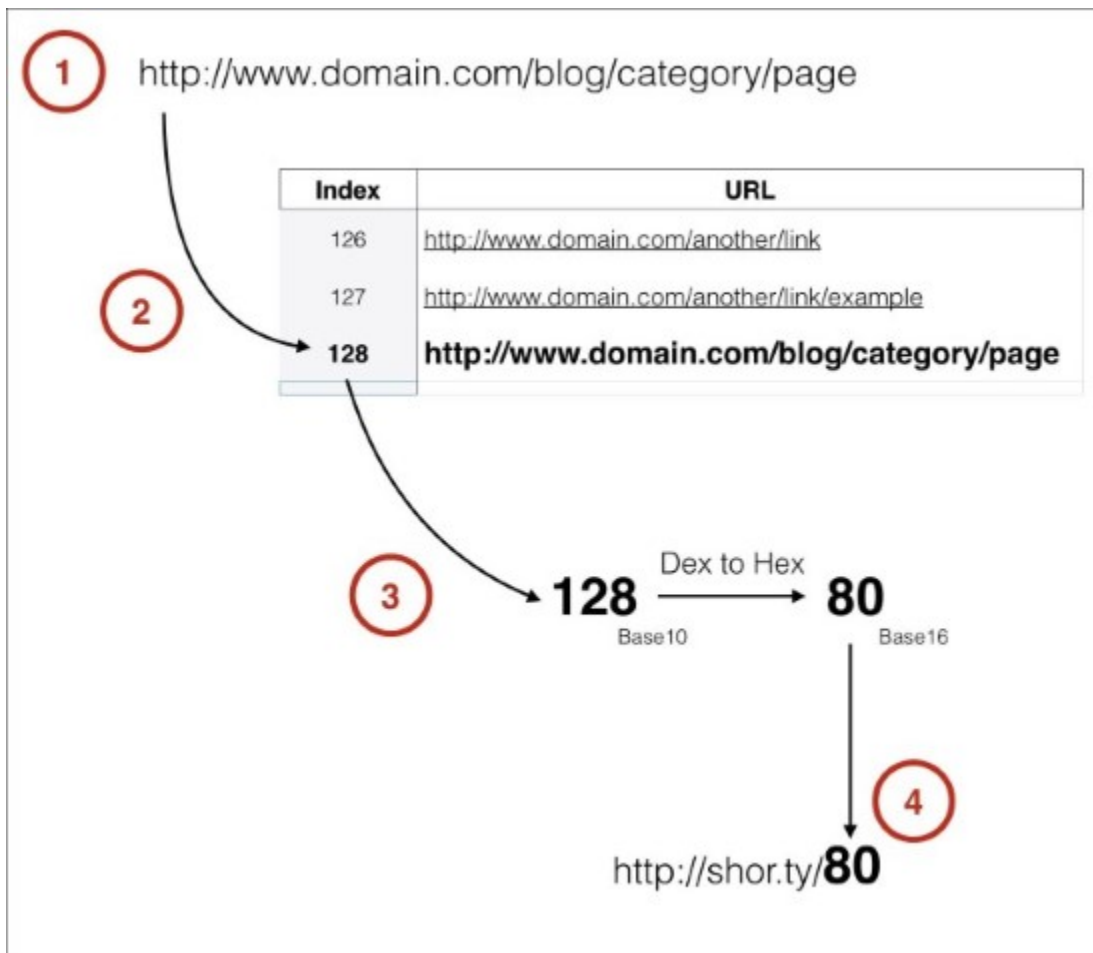 1 http://www.domain.com/blog/category/page
Index URL
126 http://www.domain.com/another/link
127 http://www.domain.com/another/link/example
2
128 http://www.domain.com/blog/category/page
Dex to Hex
3 128 80
Base10 Base16
4
http://shor.ty/80